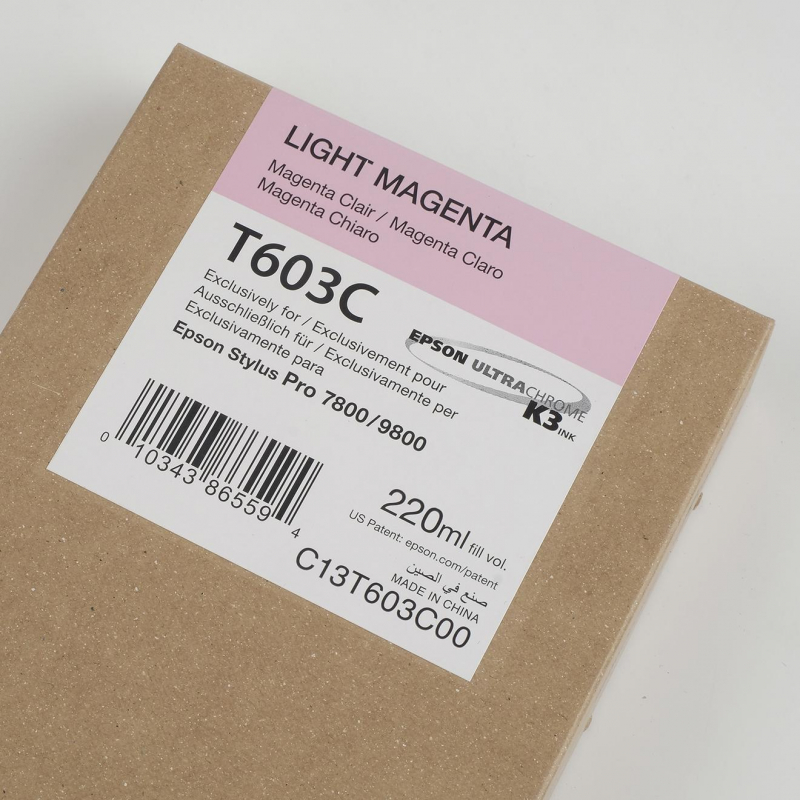 LIGHT MAGENTA
Magenta Clair / Magenta Claro
Magenta Chiaro
T603C
Exclusively for / Exclusivement pour
Ausschließlich für / Exclusivamente per
Exclusivamente para
Epson Stylus Pro 7800/9800
EPSON ULTRACHROME
K3 INK
0 10343 86559 4
220ml fill vol.
US Patent: epson.com/patent
صنع في الصين
MADE IN CHINA
C13T603C00